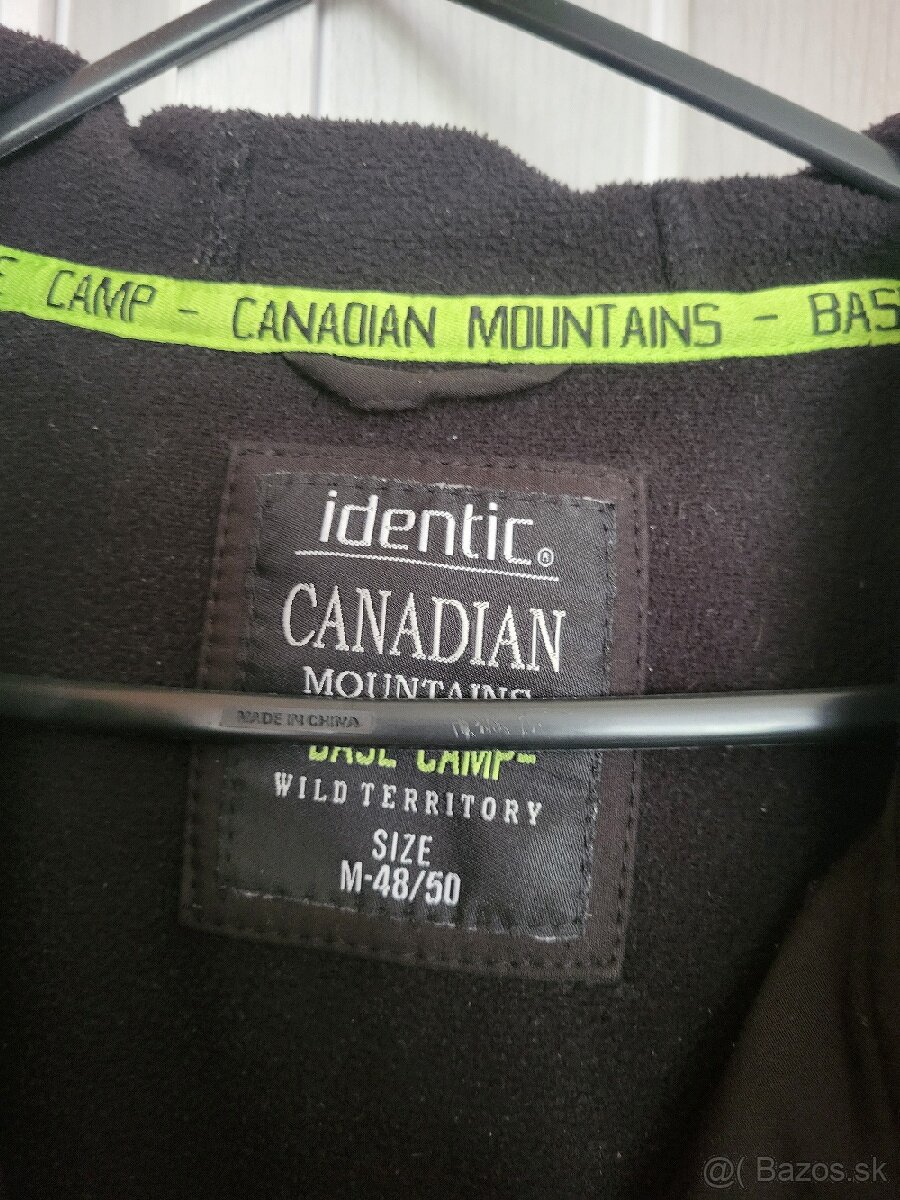 CAMP - CANADIAN MOUNTAINS - BAS
identic®
CANADIAN
MOUNTAINS
MADE IN CHINA
BASE CAMP-
WILD TERRITORY
SIZE
M-48/50
@( Bazos.sk